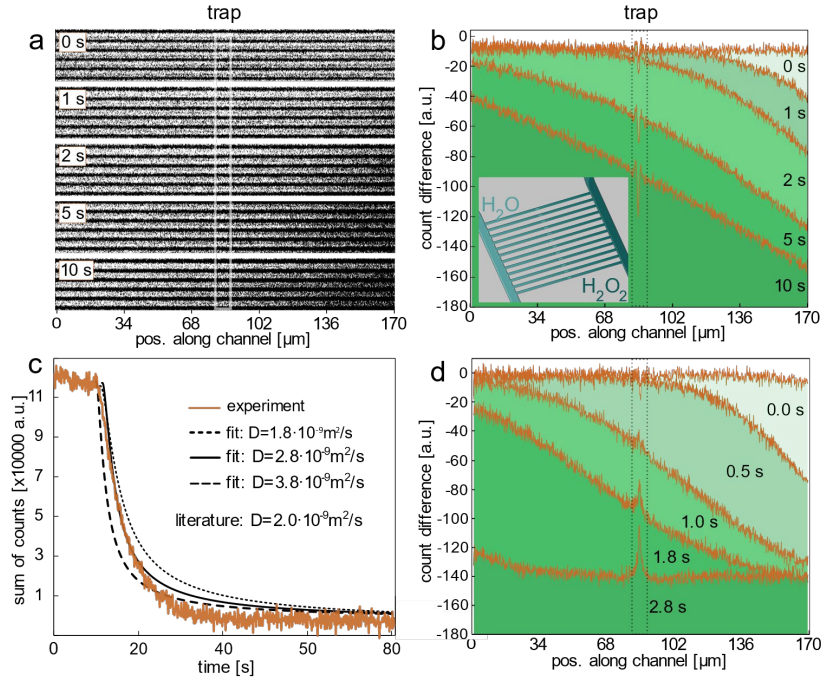 trap
trap
a
0 s
1 s
2 s
5 s
10 s
0
34
68
102
136
170
pos. along channel [µm]
b
count difference [a.u.]
0
-20
-40
-60
-80
-100
-120
-140
-160
-180
0 s
1 s
2 s
5 s
10 s
H₂O
H₂O₂
0
34
68
102
136
170
pos. along channel [µm]
c
sum of counts [x10000 a.u.]
11
9
7
5
3
1
experiment
fit: D=1.8·10⁻⁹m²/s
fit: D=2.8·10⁻⁹m²/s
fit: D=3.8·10⁻⁹m²/s
literature: D=2.0·10⁻⁹m²/s
0
20
40
60
80
time [s]
d
count difference [a.u.]
0
-20
-40
-60
-80
-100
-120
-140
-160
-180
0.0 s
0.5 s
1.0 s
1.8 s
2.8 s
0
34
68
102
136
170
pos. along channel [µm]